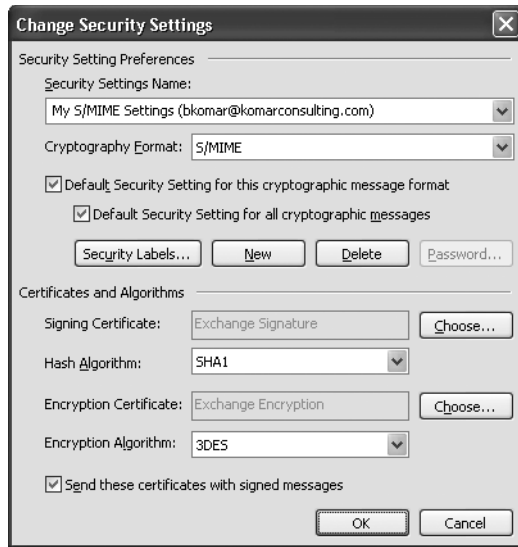 Change Security Settings
Security Setting Preferences
Security Settings Name:
My S/MIME Settings (bkomar@komarconsulting.com)
Cryptography Format: S/MIME
Default Security Setting for this cryptographic message format
Default Security Setting for all cryptographic messages
Security Labels... New Delete Password...
Certificates and Algorithms
Signing Certificate: Exchange Signature Choose...
Hash Algorithm: SHA1
Encryption Certificate: Exchange Encryption Choose...
Encryption Algorithm: 3DES
Send these certificates with signed messages
OK Cancel